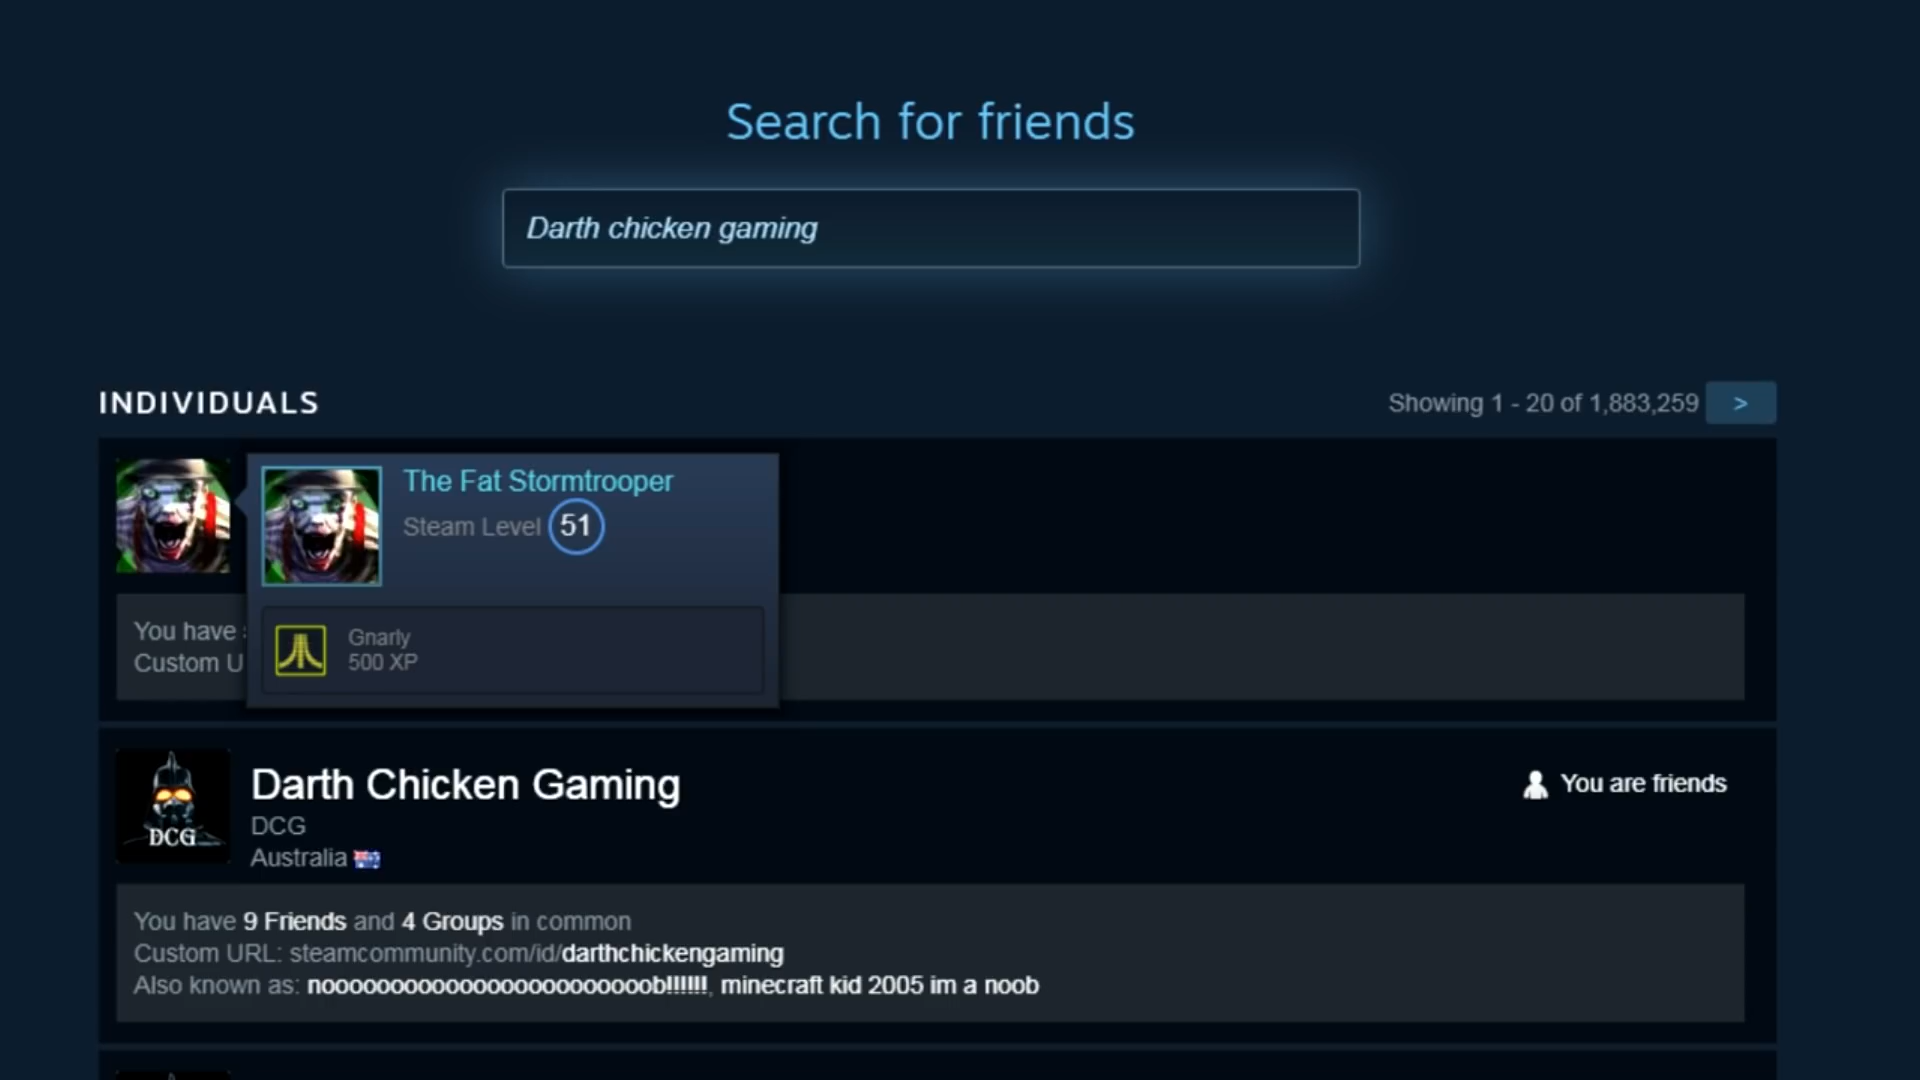 Search for friends
Darth chicken gaming
INDIVIDUALS
Showing 1 - 20 of 1,883,259 >
The Fat Stormtrooper
Steam Level 51
You have
Custom U
Gnarly
500 XP
Darth Chicken Gaming
You are friends
DCG
DCG
Australia
You have 9 Friends and 4 Groups in common
Custom URL: steamcommunity.com/id/darthchickengaming
Also known as: noooooooooooooooooooooooooob!!!!!!, minecraft kid 2005 im a noob